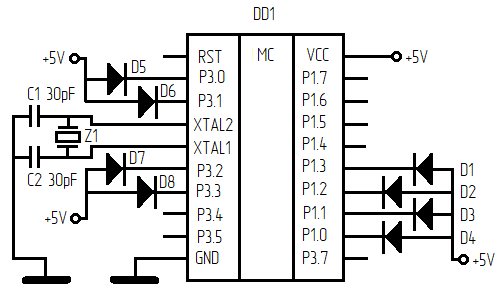 DD1
+5V D5 RST MC VCC +5V
P3.0 P1.7
D6
C1 30pF P3.1 P1.6
XTAL2 P1.5
Z1
XTAL1 P1.4
D7
C2 30pF P3.2 P1.3 D1
D8 P3.3 P1.2 D2
+5V P3.4 P1.1 D3
P3.5 P1.0 D4
GND P3.7 +5V